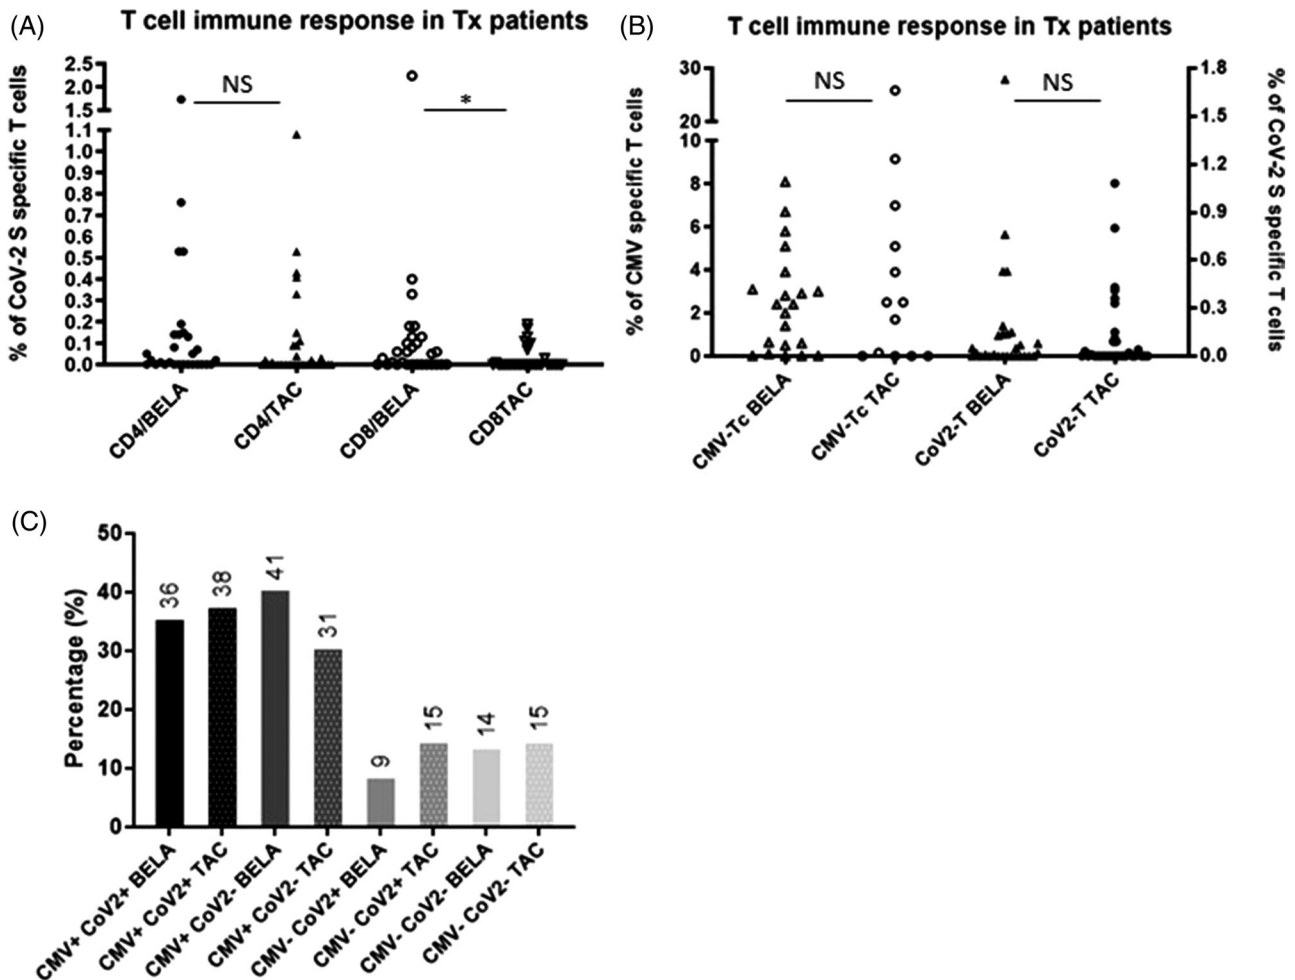 (A)
T cell immune response in Tx patients
% of CoV-2 S specific T cells
2.5
2.0
1.5
1.1
1.0
0.9
0.8
0.7
0.6
0.5
0.4
0.3
0.2
0.1
0.0
NS
*
CD4/BELA
CD4/TAC
CD8/BELA
CD8TAC
(B)
T cell immune response in Tx patients
% of CMV specific T cells
30
20
10
8
6
4
2
0
NS
NS
1.8
1.5
1.2
0.9
0.6
0.3
0.0
% of CoV-2 S specific T cells
CMV-Tc BELA
CMV-Tc TAC
CoV2-T BELA
CoV2-T TAC
(C)
Percentage (%)
50
40
30
20
10
0
36
38
41
31
9
15
14
15
CMV+ CoV2+ BELA
CMV+ CoV2+ TAC
CMV+ CoV2- BELA
CMV+ CoV2- TAC
CMV- CoV2+ BELA
CMV- CoV2+ TAC
CMV- CoV2- BELA
CMV- CoV2- TAC